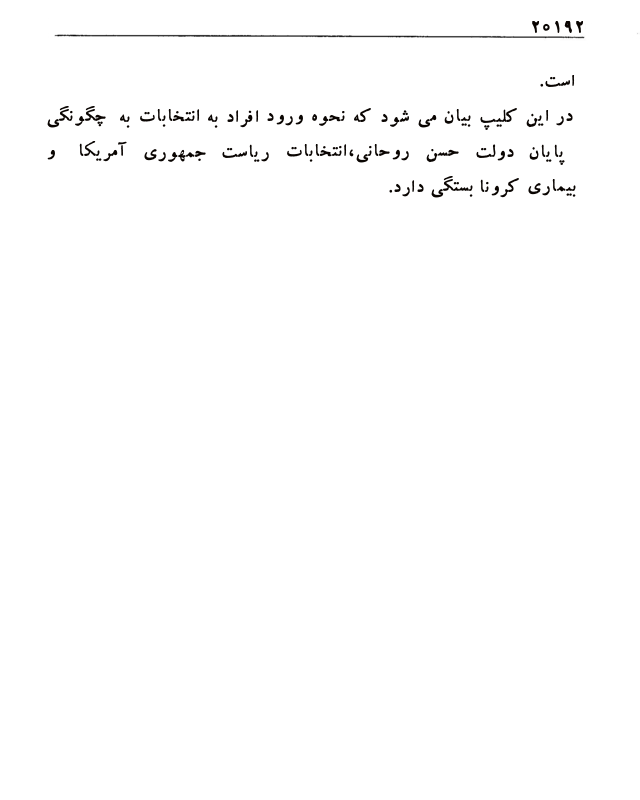 ۲۰۱۹۲
است.
در این کلیپ بیان می شود که نحوه ورود افراد به انتخابات به چگونگی
پایان دولت حسن روحانی،انتخابات ریاست جمهوری آمریکا و
بیماری کرونا بستگی دارد.